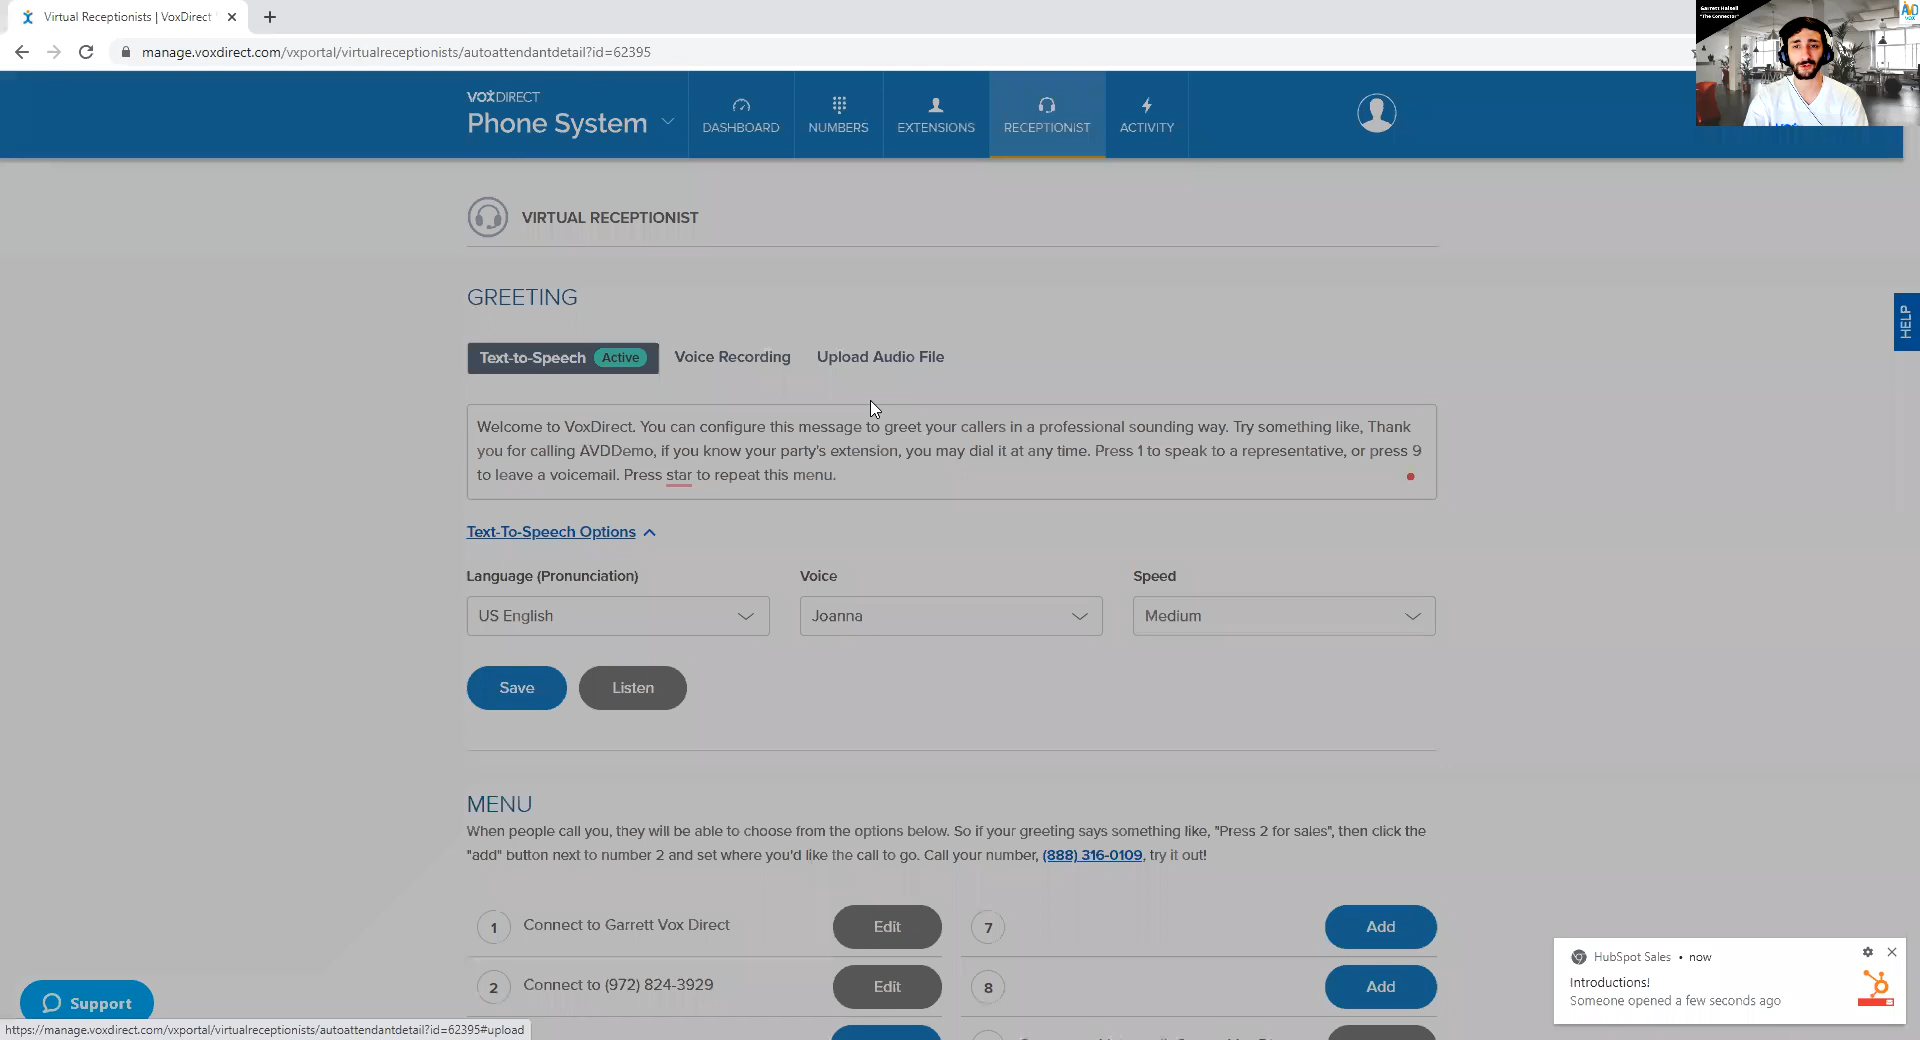 Virtual Receptionists | VoxDirect
manage.voxdirect.com/vxportal/virtualreceptionists/autoattendantdetail?id=62395
Garrett Halsell
"The Connector"
AVD
VOX
VOXDIRECT
Phone System
DASHBOARD
NUMBERS
EXTENSIONS
RECEPTIONIST
ACTIVITY
VIRTUAL RECEPTIONIST
HELP
GREETING
Text-to-Speech Active Voice Recording Upload Audio File
Welcome to VoxDirect. You can configure this message to greet your callers in a professional sounding way. Try something like, Thank
you for calling AVDDemo, if you know your party's extension, you may dial it at any time. Press 1 to speak to a representative, or press 9
to leave a voicemail. Press star to repeat this menu.
Text-To-Speech Options
Language (Pronunciation) Voice Speed
US English Joanna Medium
Save Listen
MENU
When people call you, they will be able to choose from the options below. So if your greeting says something like, "Press 2 for sales", then click the
"add" button next to number 2 and set where you'd like the call to go. Call your number, (888) 316-0109, try it out!
1 Connect to Garrett Vox Direct Edit 7 Add
2 Connect to (972) 824-3929 Edit 8 Add
HubSpot Sales • now
Introductions!
Someone opened a few seconds ago
Support
https://manage.voxdirect.com/vxportal/virtualreceptionists/autoattendantdetail?id=62395#upload